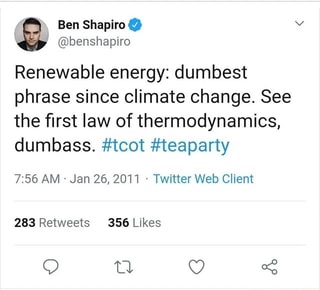 Ben Shapiro
@benshapiro
Renewable energy: dumbest
phrase since climate change. See
the first law of thermodynamics,
dumbass. #tcot #teaparty
7:56 AM · Jan 26, 2011 · Twitter Web Client
283 Retweets 356 Likes